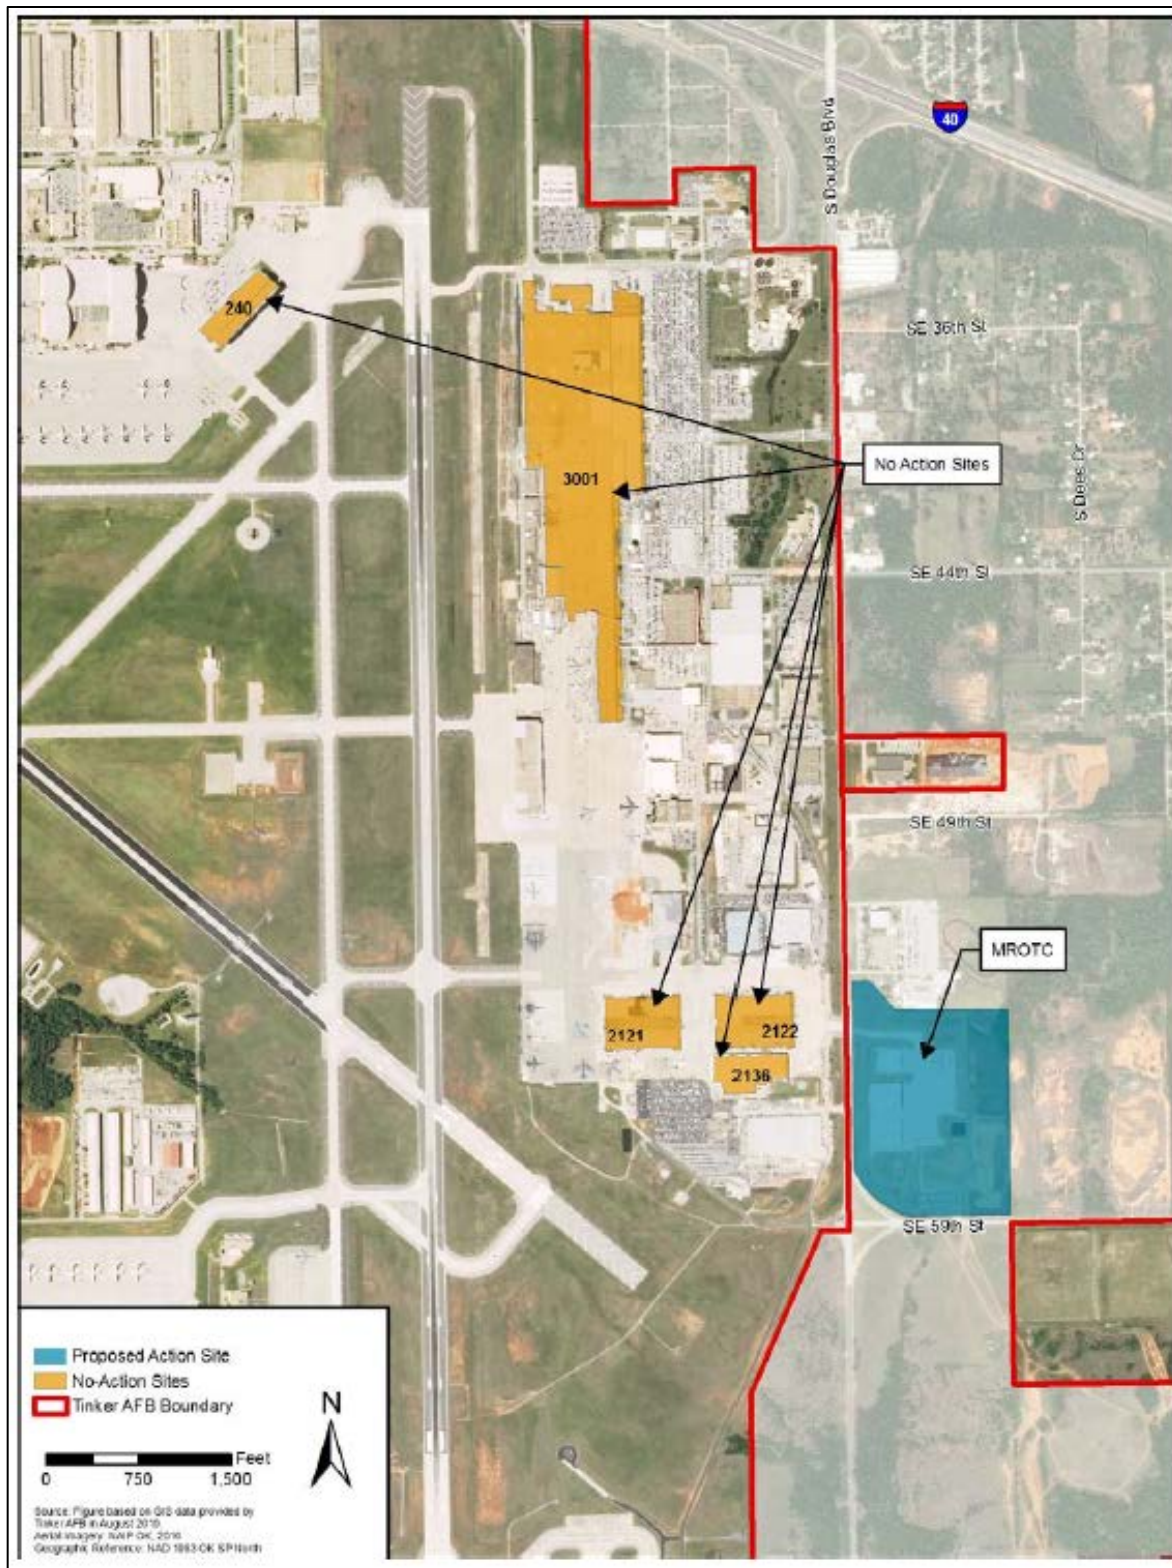 40
S Douglas Blvd
240
SE 36th St
No Action Sites
3001
S Dees Dr
SE 44th St
SE 49th St
MROTC
2121
2122
2136
SE 59th St
Proposed Action Site
No-Action Sites
Tinker AFB Boundary
N
Feet
0 750 1,500
Source: Figure based on GIS data provided by
Tinker AFB in August 2019
Aerial Imagery: NAIP OK, 2019
Geographic Reference: NAD 1983 OK SP North